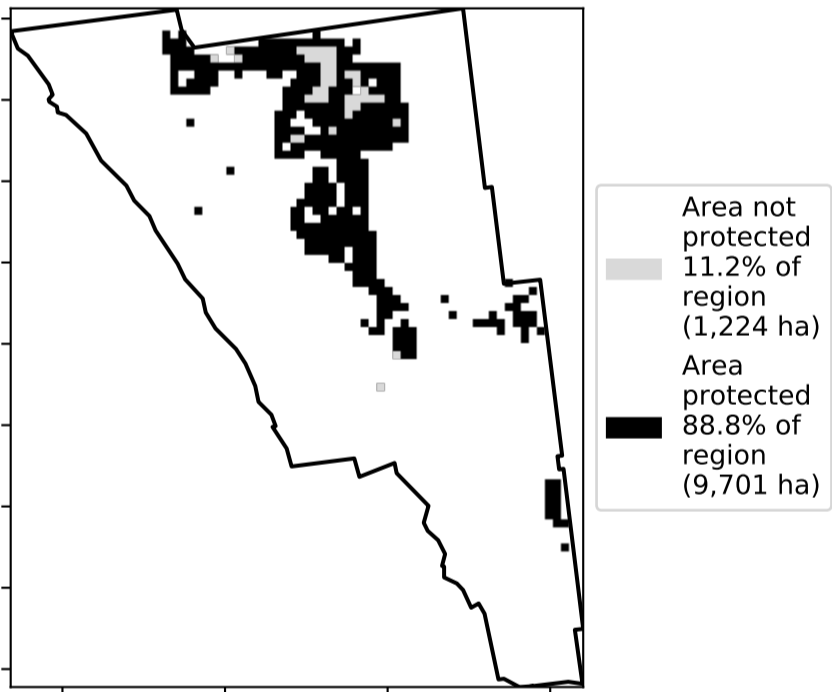 Area not
protected
11.2% of
region
(1,224 ha)
Area
protected
88.8% of
region
(9,701 ha)